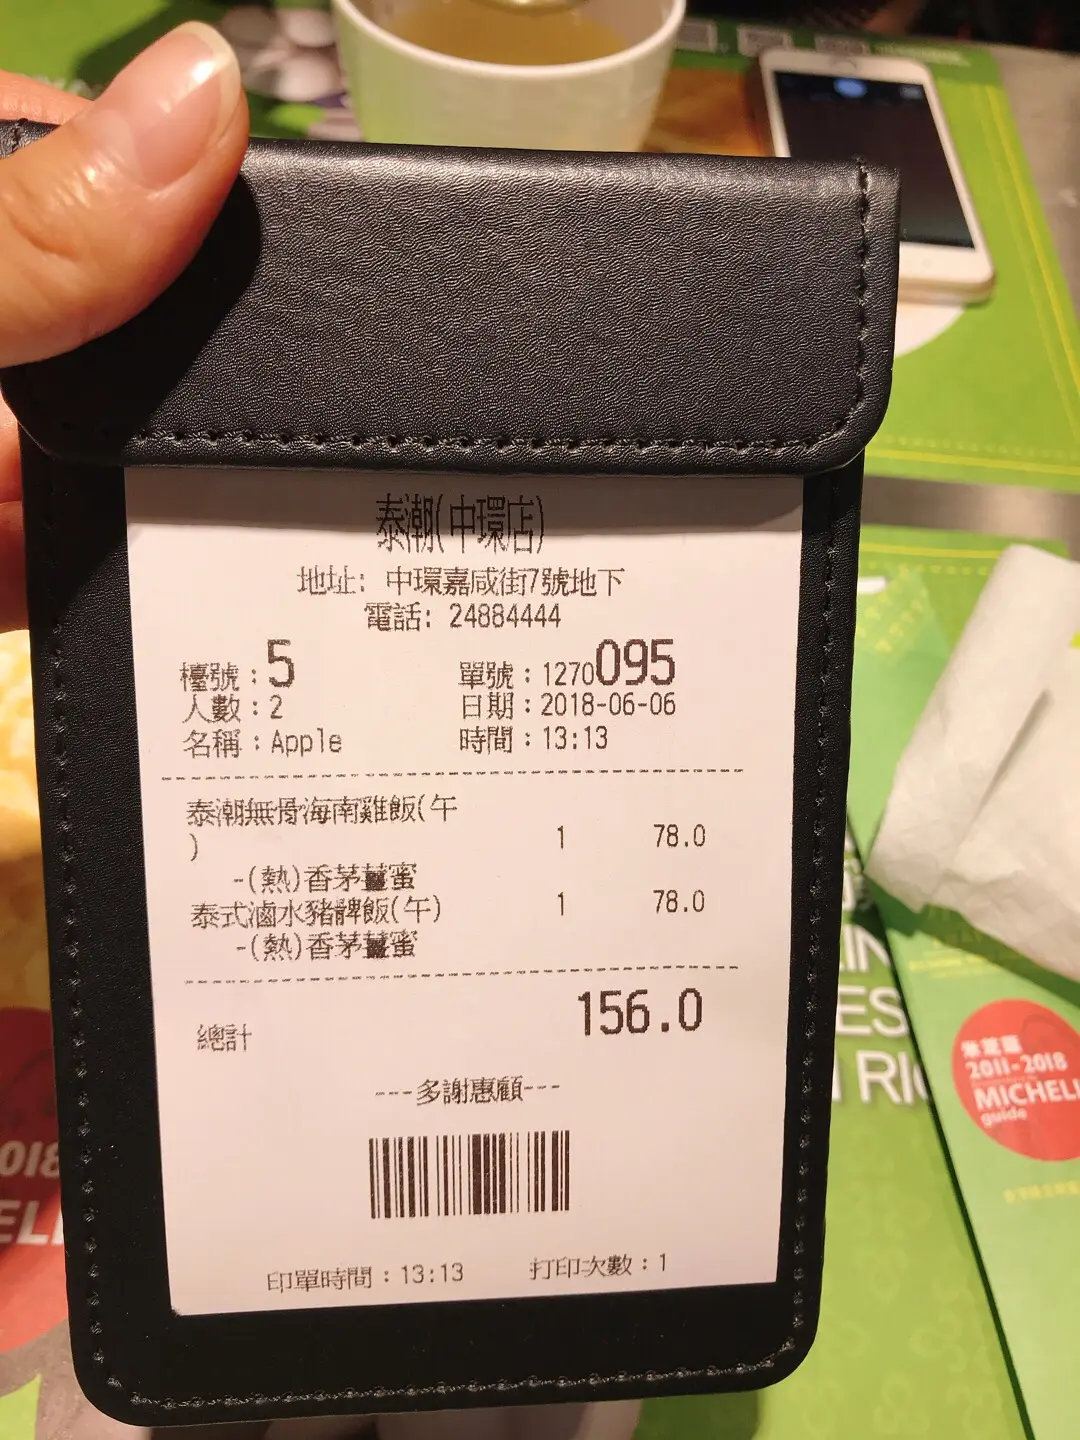 泰潮(中環店)
地址: 中環嘉咸街7號地下
電話: 24884444
檯號:5
單號:1270095
人數:2
日期:2018-06-06
名稱:Apple
時間:13:13
泰潮無骨海南雞飯(午
) 1 78.0
-(熱)香茅薑蜜
泰式滷水豬髀飯(午) 1 78.0
-(熱)香茅薑蜜
總計 156.0
---多謝惠顧---
印單時間:13:13
打印次數:1
2011-2018
MICHEL
guide
ES
RI